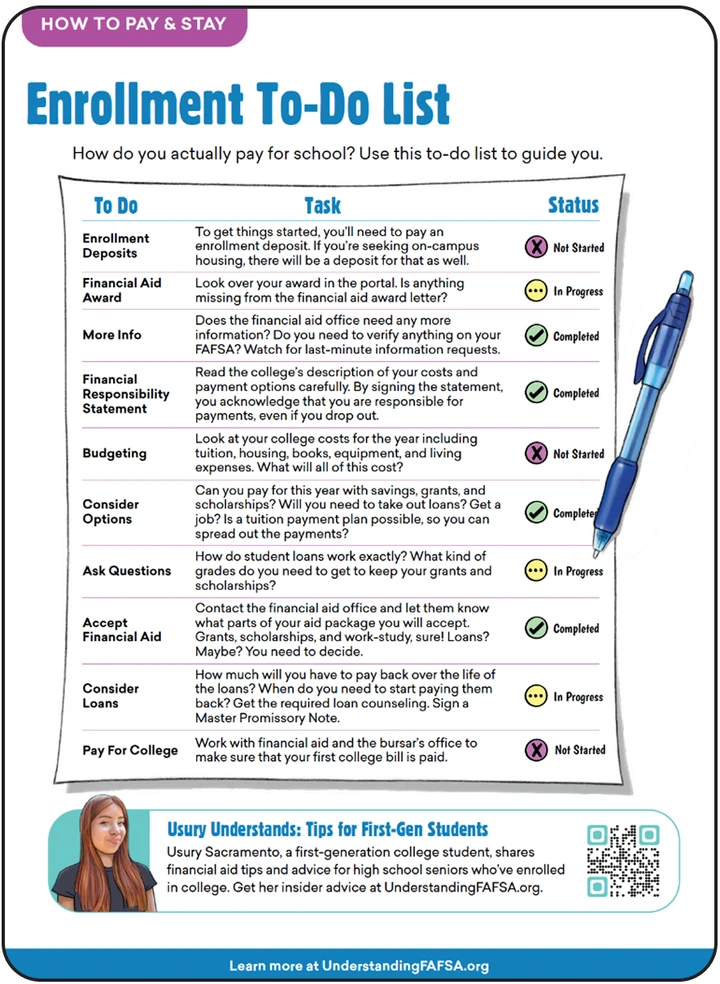 HOW TO PAY & STAY
Enrollment To-Do List
How do you actually pay for school? Use this to-do list to guide you.
To Do Task Status
Enrollment
Deposits
To get things started, you'll need to pay an
enrollment deposit. If you're seeking on-campus
housing, there will be a deposit for that as well.
Not Started
Financial Aid
Award
Look over your award in the portal. Is anything
missing from the financial aid award letter?
In Progress
More Info
Does the financial aid office need any more
information? Do you need to verify anything on your
FAFSA? Watch for last-minute information requests.
Completed
Financial
Responsibility
Statement
Read the college's description of your costs and
payment options carefully. By signing the statement,
you acknowledge that you are responsible for
payments, even if you drop out.
Completed
Budgeting
Look at your college costs for the year including
tuition, housing, books, equipment, and living
expenses. What will all of this cost?
Not Started
Consider
Options
Can you pay for this year with savings, grants, and
scholarships? Will you need to take out loans? Get a
job? Is a tuition payment plan possible, so you can
spread out the payments?
Completed
Ask Questions
How do student loans work exactly? What kind of
grades do you need to get to keep your grants and
scholarships?
In Progress
Accept
Financial Aid
Contact the financial aid office and let them know
what parts of your aid package you will accept.
Grants, scholarships, and work-study, sure! Loans?
Maybe? You need to decide.
Completed
Consider
Loans
How much will you have to pay back over the life of
the loans? When do you need to start paying them
back? Get the required loan counseling. Sign a
Master Promissory Note.
In Progress
Pay For College
Work with financial aid and the bursar's office to
make sure that your first college bill is paid.
Not Started
Usury Understands: Tips for First-Gen Students
Usury Sacramento, a first-generation college student, shares
financial aid tips and advice for high school seniors who've enrolled
in college. Get her insider advice at UnderstandingFAFSA.org.
Learn more at UnderstandingFAFSA.org